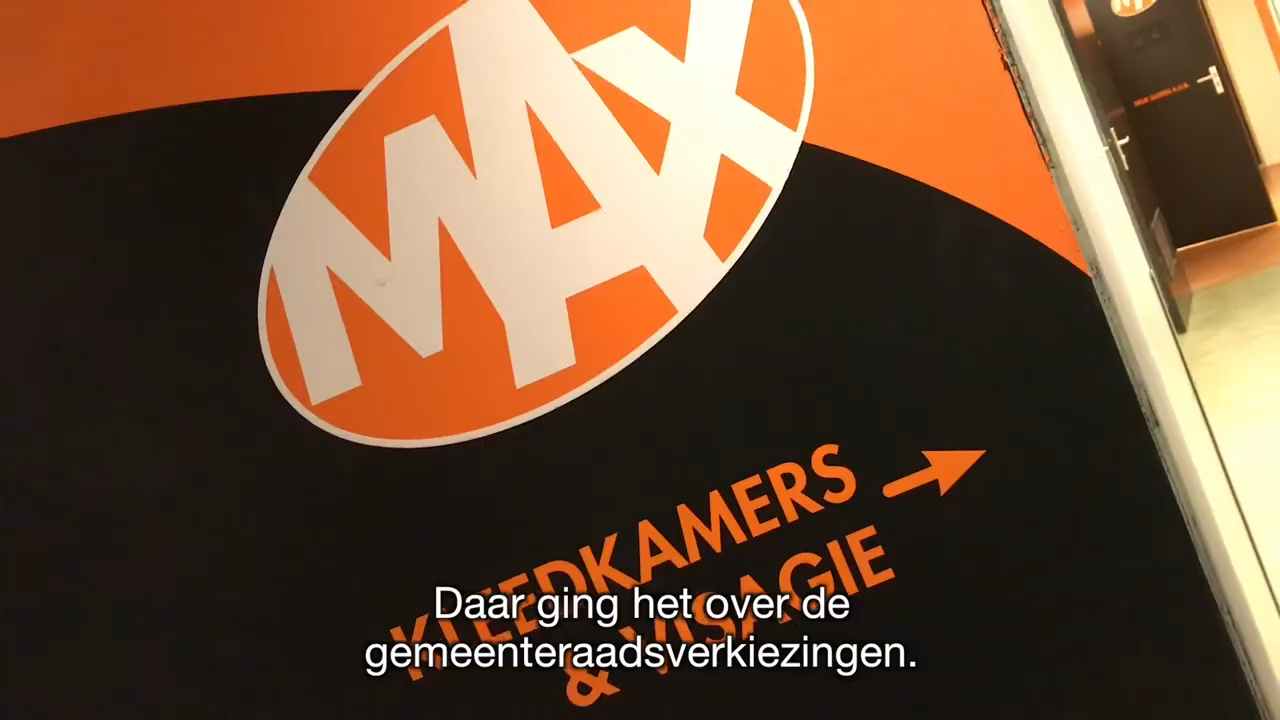 MAX
KLEEDKAMERS →
& VISAGIE
Daar ging het over de
gemeenteraadsverkiezingen.